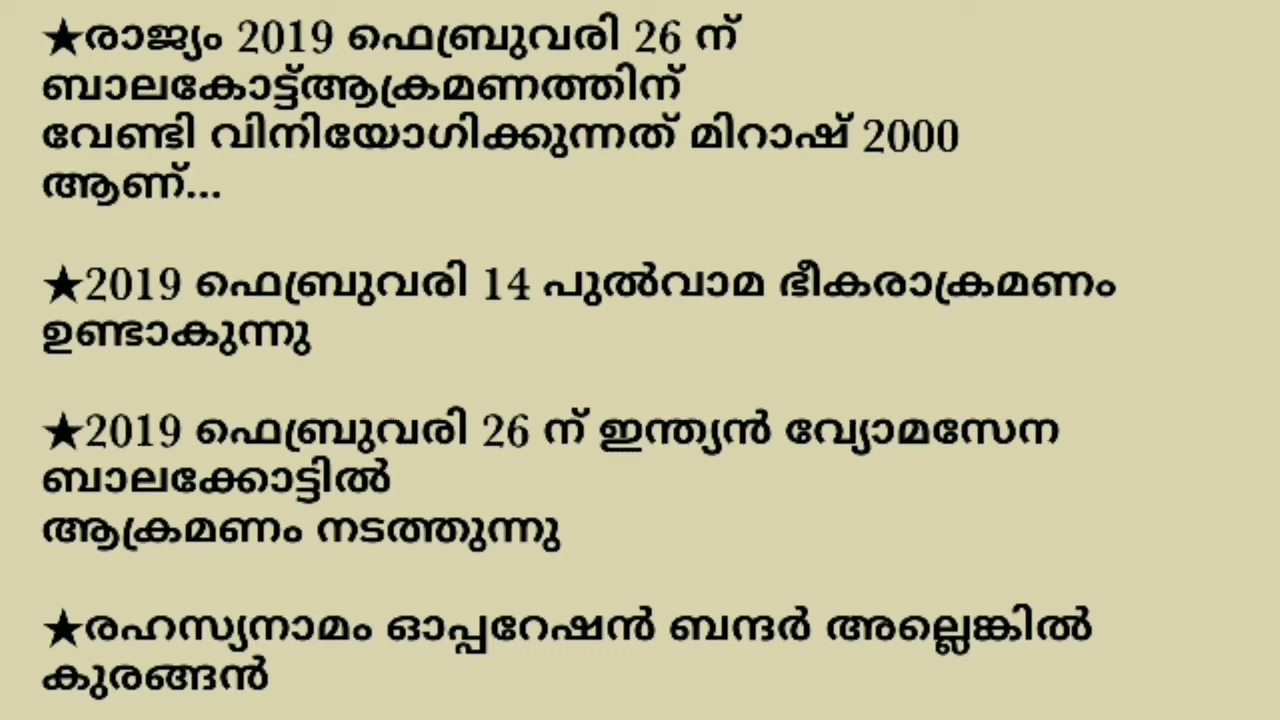 ★രാജ്യം 2019 ഫെബ്രുവരി 26 ന്
ബാലകോട്ട്ആക്രമണത്തിന്
വേണ്ടി വിനിയോഗിക്കുന്നത് മിറാഷ് 2000
ആണ്...
★2019 ഫെബ്രുവരി 14 പുൽവാമ ഭീകരാക്രമണം
ഉണ്ടാകുന്നു
★2019 ഫെബ്രുവരി 26 ന് ഇന്ത്യൻ വ്യോമസേന
ബാലക്കോട്ടിൽ
ആക്രമണം നടത്തുന്നു
★രഹസ്യനാമം ഓപ്പറേഷൻ ബന്ദർ അല്ലെങ്കിൽ
കുരങ്ങൻ